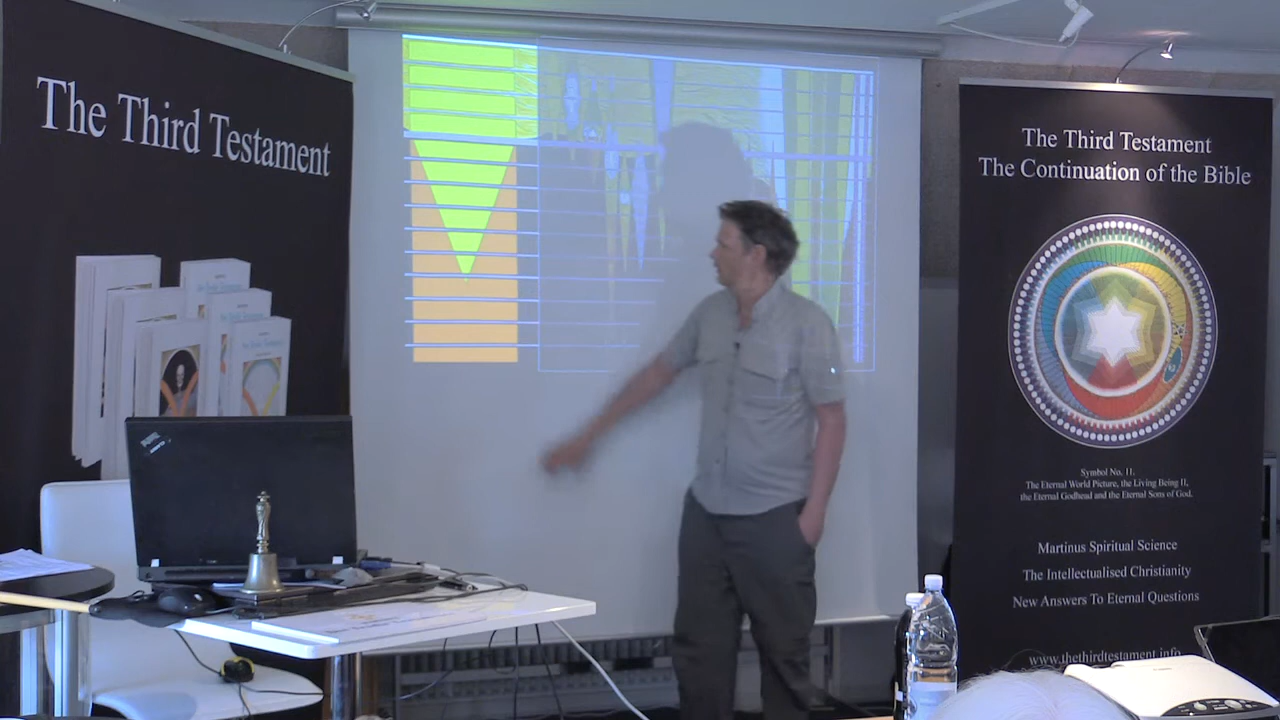 The Third Testament
The Third Testament
The Continuation of the Bible
Symbol No. 11.
The Eternal World Picture, the Living Being II,
the Eternal Godhead and the Eternal Sons of God.
Martinus Spiritual Science
The Intellectualised Christianity
New Answers To Eternal Questions
www.thethirdtestament.info